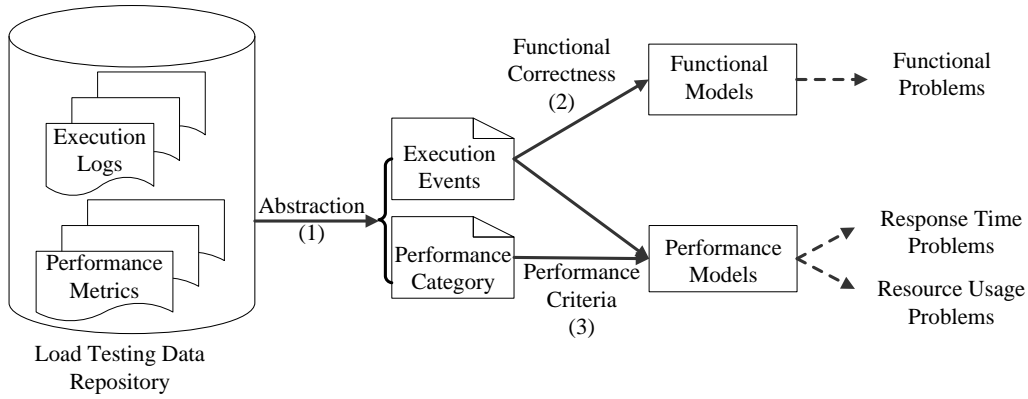 Execution
Logs
Performance
Metrics
Load Testing Data
Repository
Abstraction
(1)
Execution
Events
Performance
Category
Functional
Correctness
(2)
Performance
Criteria
(3)
Functional
Models
Performance
Models
Functional
Problems
Response Time
Problems
Resource Usage
Problems